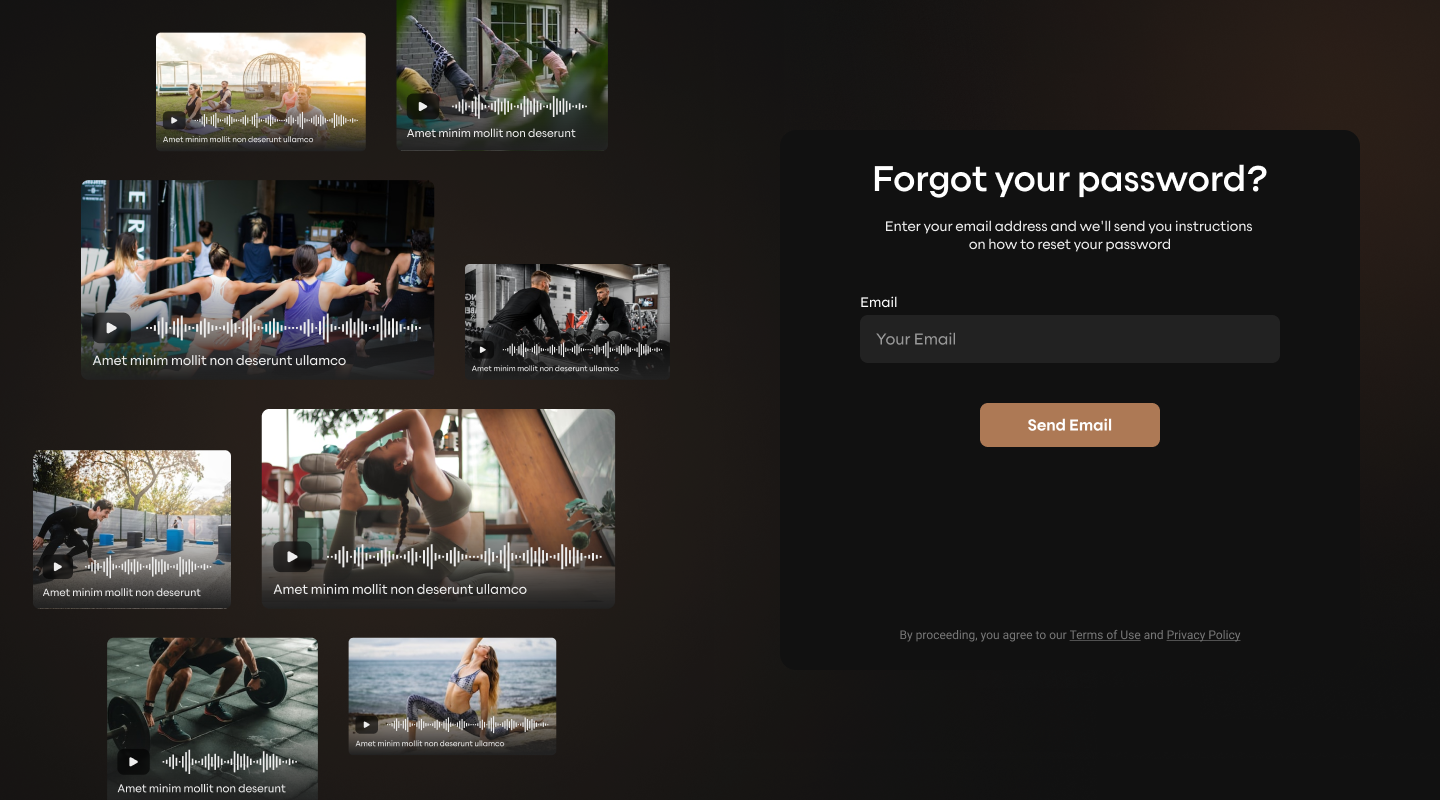 Amet minim mollit non deserunt ullamco
Amet minim mollit non deserunt
E
R
Amet minim mollit non deserunt ullamco
Amet minim mollit non deserunt ullamco
Amet minim mollit non deserunt
Amet minim mollit non deserunt ullamco
Amet minim mollit non deserunt
Amet minim mollit non deserunt ullamco
Forgot your password?
Enter your email address and we'll send you instructions
on how to reset your password
Email
Your Email
Send Email
By proceeding, you agree to our Terms of Use and Privacy Policy